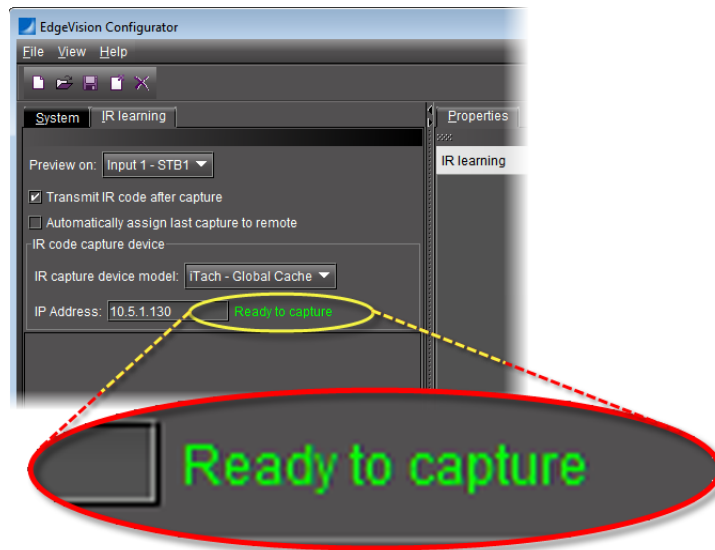 EdgeVision Configurator
File View Help
System IR learning
Properties
Preview on: Input 1 - STB1
IR learning
Transmit IR code after capture
Automatically assign last capture to remote
IR code capture device
IR capture device model: iTach - Global Cache
IP Address: 10.5.1.130 Ready to capture
Ready to capture